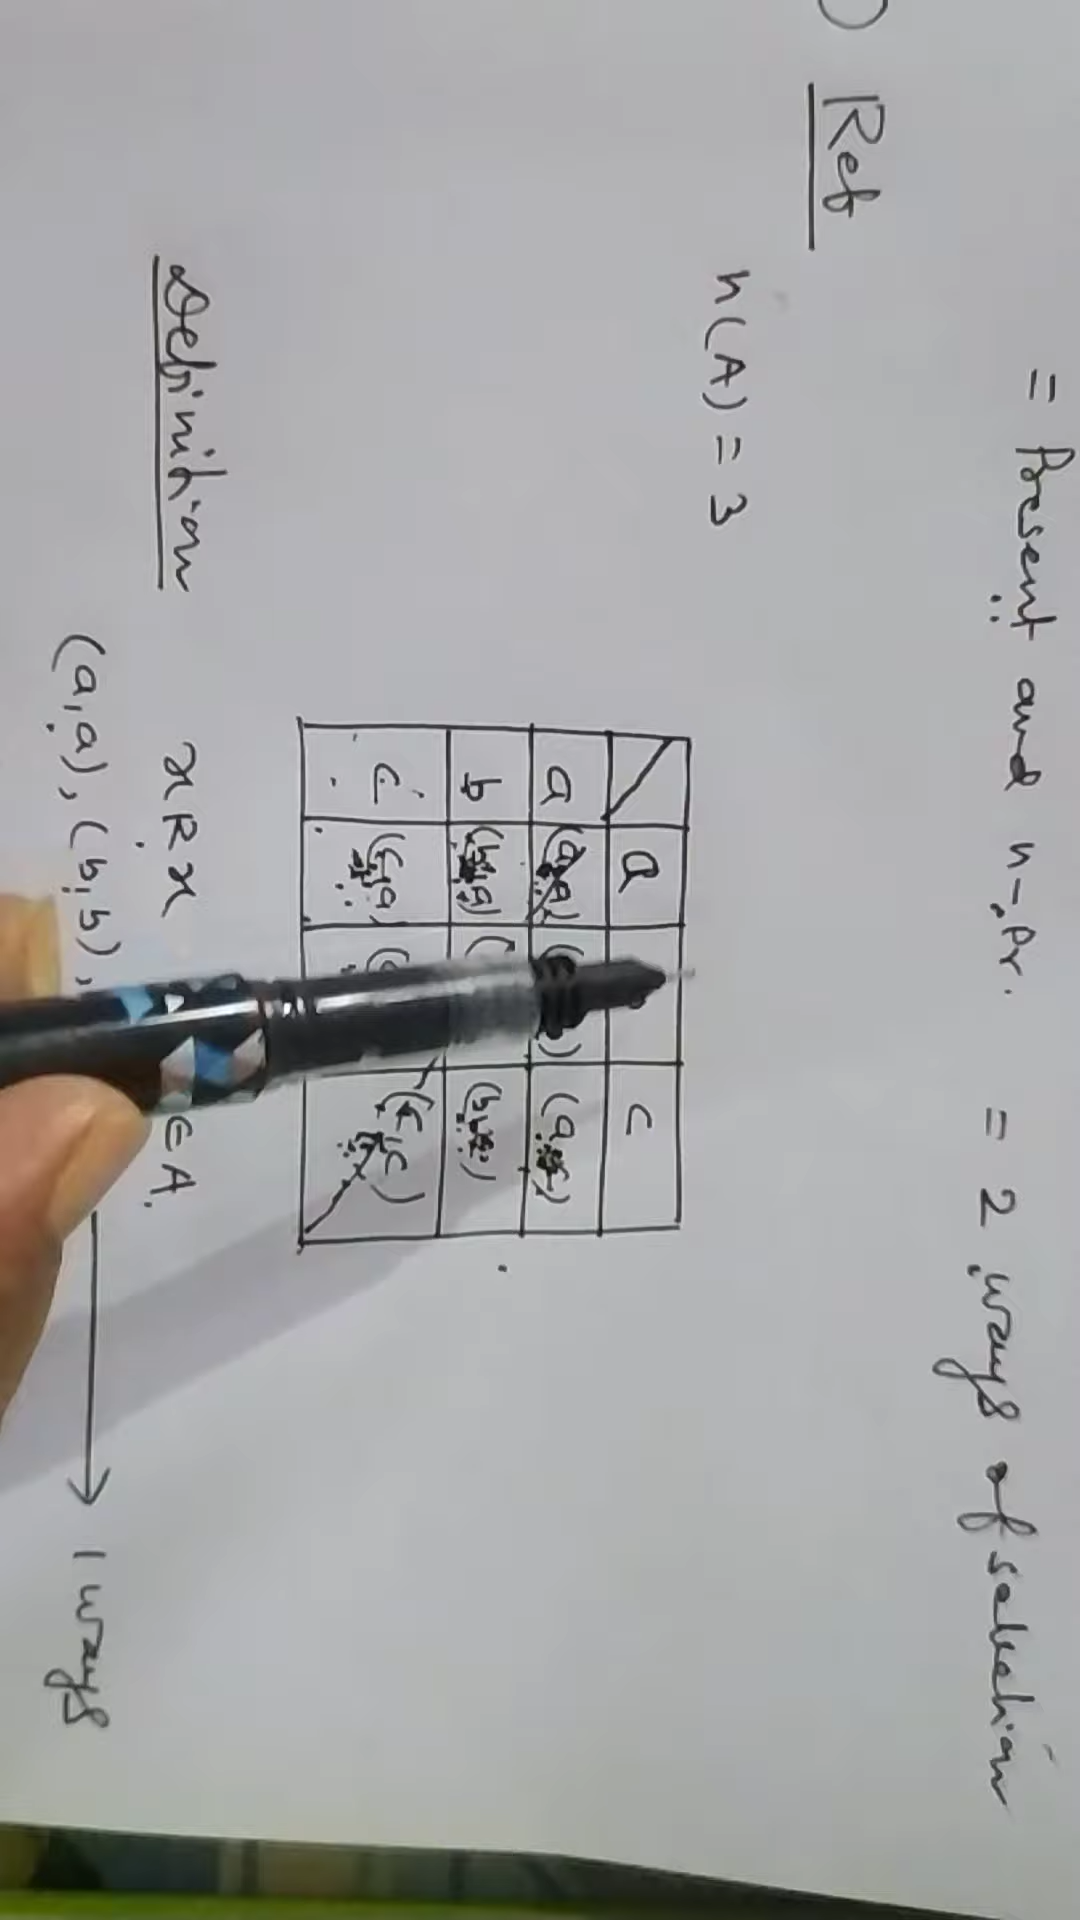 = Present and n-Pr. = 2 ways of selection
) Ref
n(A) = 3
a c
a (a,a) (a,c)
b (b,a) (b,c)
c (c,a) (c,c)
Definition xRx ∈ A.
(a,a), (b,b), → 1 ways